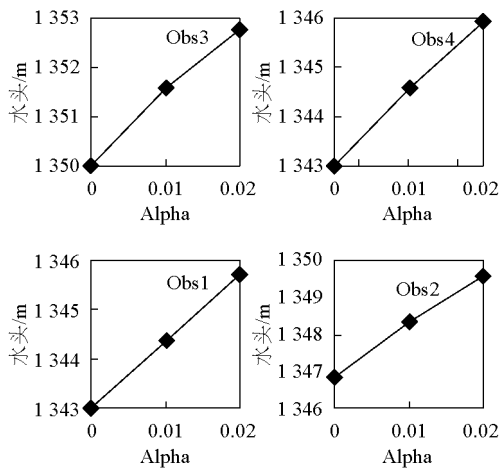 1 353
1 352
1 351
1 350
水头/m
Obs3
0 0.01 0.02
Alpha
1 346
1 345
1 344
1 343
水头/m
Obs4
0 0.01 0.02
Alpha
1 346
1 345
1 344
1 343
水头/m
Obs1
0 0.01 0.02
Alpha
1 350
1 349
1 348
1 347
1 346
水头/m
Obs2
0 0.01 0.02
Alpha